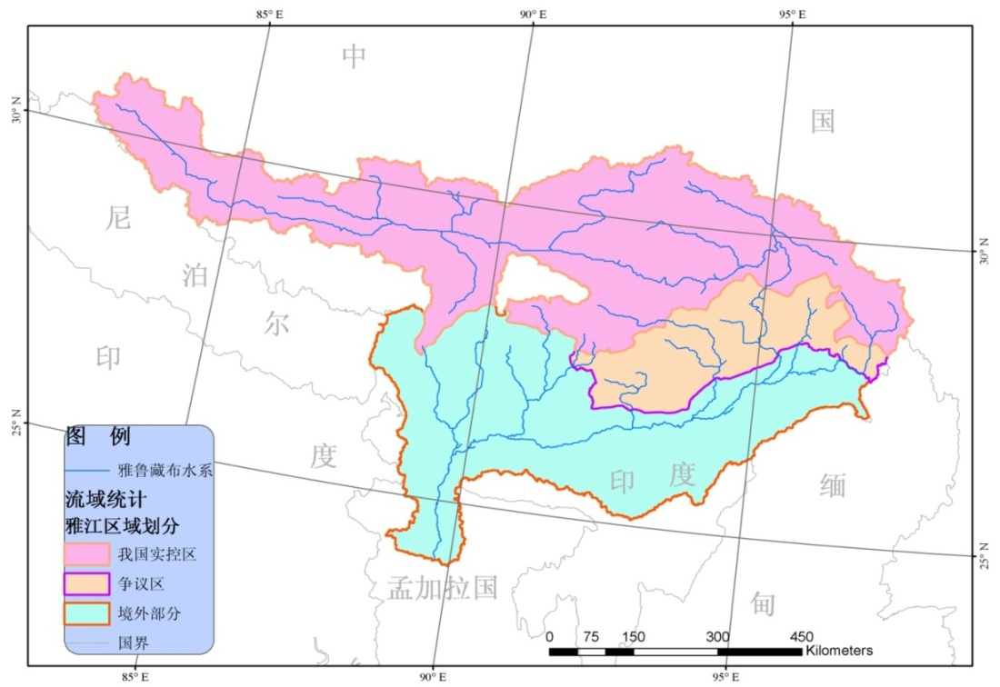 85° E
90° E
95° E
中
国
30° N
尼
泊
尔
30° N
印
25° N
度
印 度
缅
图 例
雅鲁藏布水系
流域统计
雅江区域划分
我国实控区
争议区
境外部分
国界
25° N
孟加拉国
甸
0 75 150 300 450
Kilometers
85° E
90° E
95° E